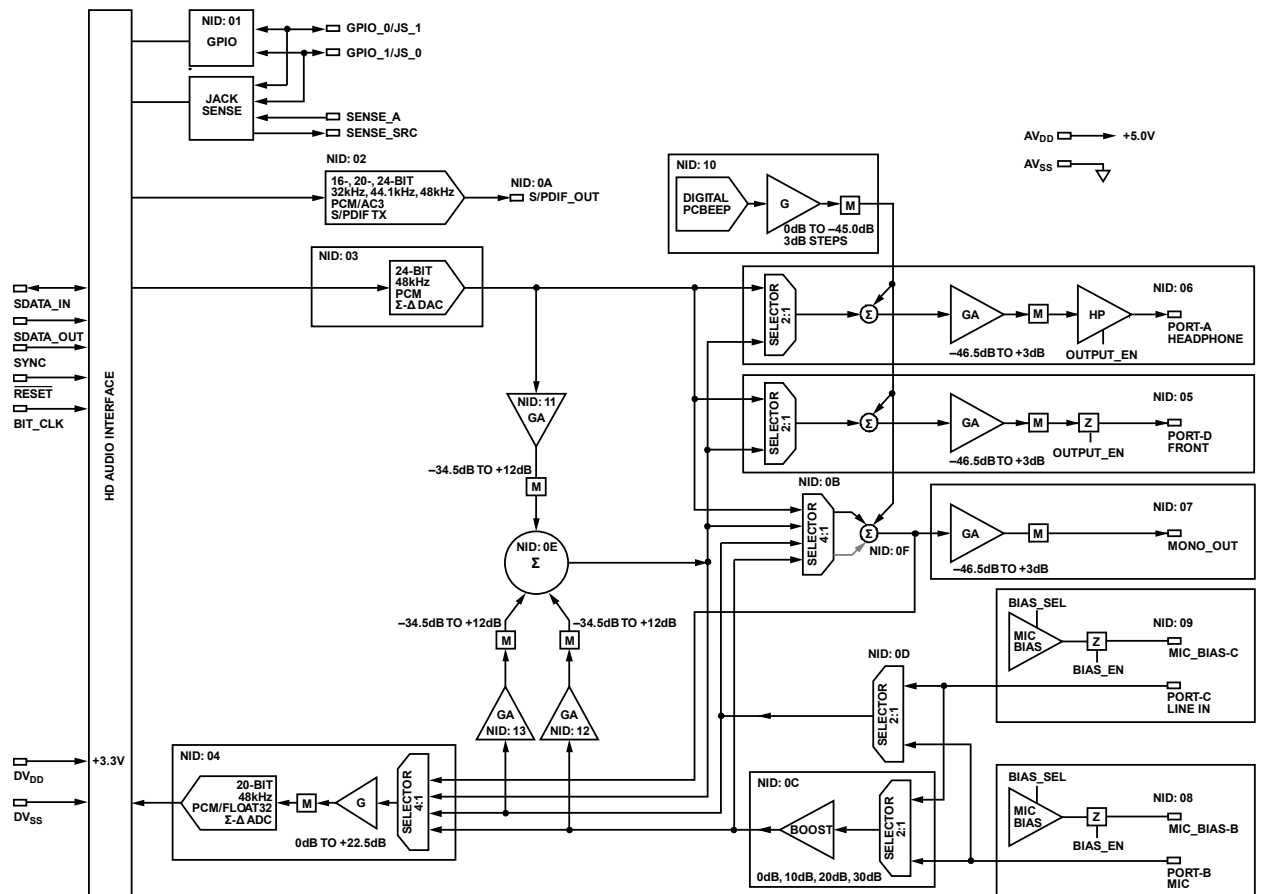 NID: 01
GPIO
GPIO_0/JS_1
GPIO_1/JS_0
JACK
SENSE
SENSE_A
SENSE_SRC
AVDD
+5.0V
AVSS
NID: 02
16-, 20-, 24-BIT
32kHz, 44.1kHz, 48kHz
PCM/AC3
S/PDIF TX
NID: 0A
S/PDIF_OUT
NID: 10
DIGITAL
PCBEEP
G
M
0dB TO –45.0dB
3dB STEPS
NID: 03
24-BIT
48kHz
PCM
Σ-Δ DAC
SDATA_IN
SDATA_OUT
SYNC
RESET
BIT_CLK
HD AUDIO INTERFACE
SELECTOR
2:1
Σ
GA
–46.5dB TO +3dB
M
HP
OUTPUT_EN
NID: 06
PORT-A
HEADPHONE
SELECTOR
2:1
Σ
GA
–46.5dB TO +3dB
M
Z
OUTPUT_EN
NID: 05
PORT-D
FRONT
NID: 11
GA
–34.5dB TO +12dB
M
NID: 0E
Σ
NID: 0B
SELECTOR
4:1
Σ
NID: 0F
GA
–46.5dB TO +3dB
M
NID: 07
MONO_OUT
–34.5dB TO +12dB
M
–34.5dB TO +12dB
M
GA
NID: 13
GA
NID: 12
BIAS_SEL
MIC
BIAS
Z
BIAS_EN
NID: 09
MIC_BIAS-C
PORT-C
LINE IN
NID: 0D
SELECTOR
2:1
DVDD
+3.3V
DVSS
NID: 04
20-BIT
48kHz
PCM/FLOAT32
Σ-Δ ADC
M
G
0dB TO +22.5dB
SELECTOR
4:1
NID: 0C
BOOST
SELECTOR
2:1
0dB, 10dB, 20dB, 30dB
BIAS_SEL
MIC
BIAS
Z
BIAS_EN
NID: 08
MIC_BIAS-B
PORT-B
MIC